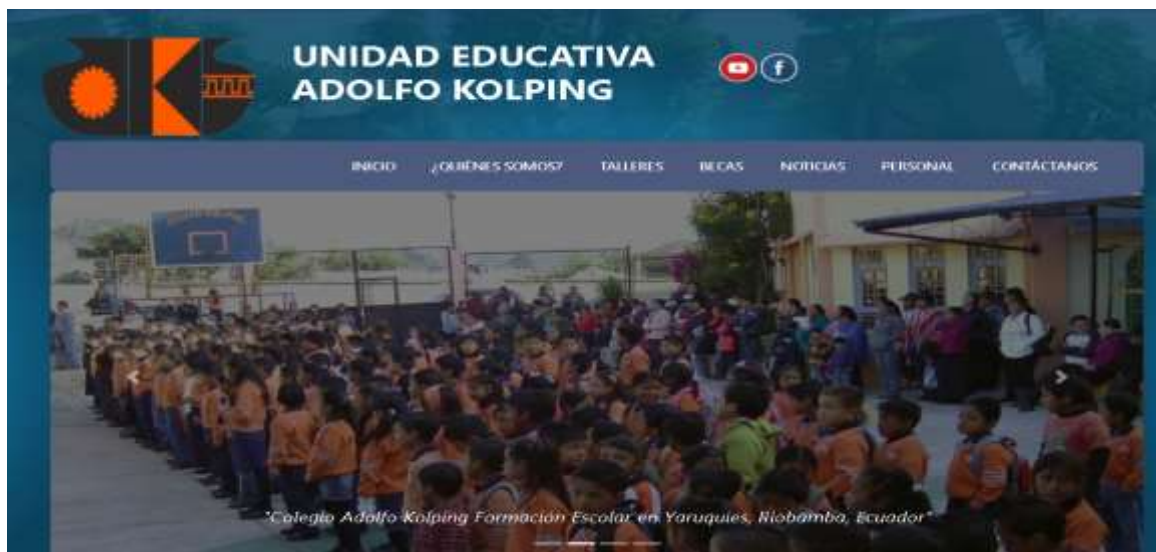 UNIDAD EDUCATIVA
ADOLFO KOLPING
INICIO ¿QUIÉNES SOMOS? TALLERES BECAS NOTICIAS PERSONAL CONTÁCTANOS
"Colegio Adolfo Kolping Formación Escolar en Yaruquies, Riobamba, Ecuador"